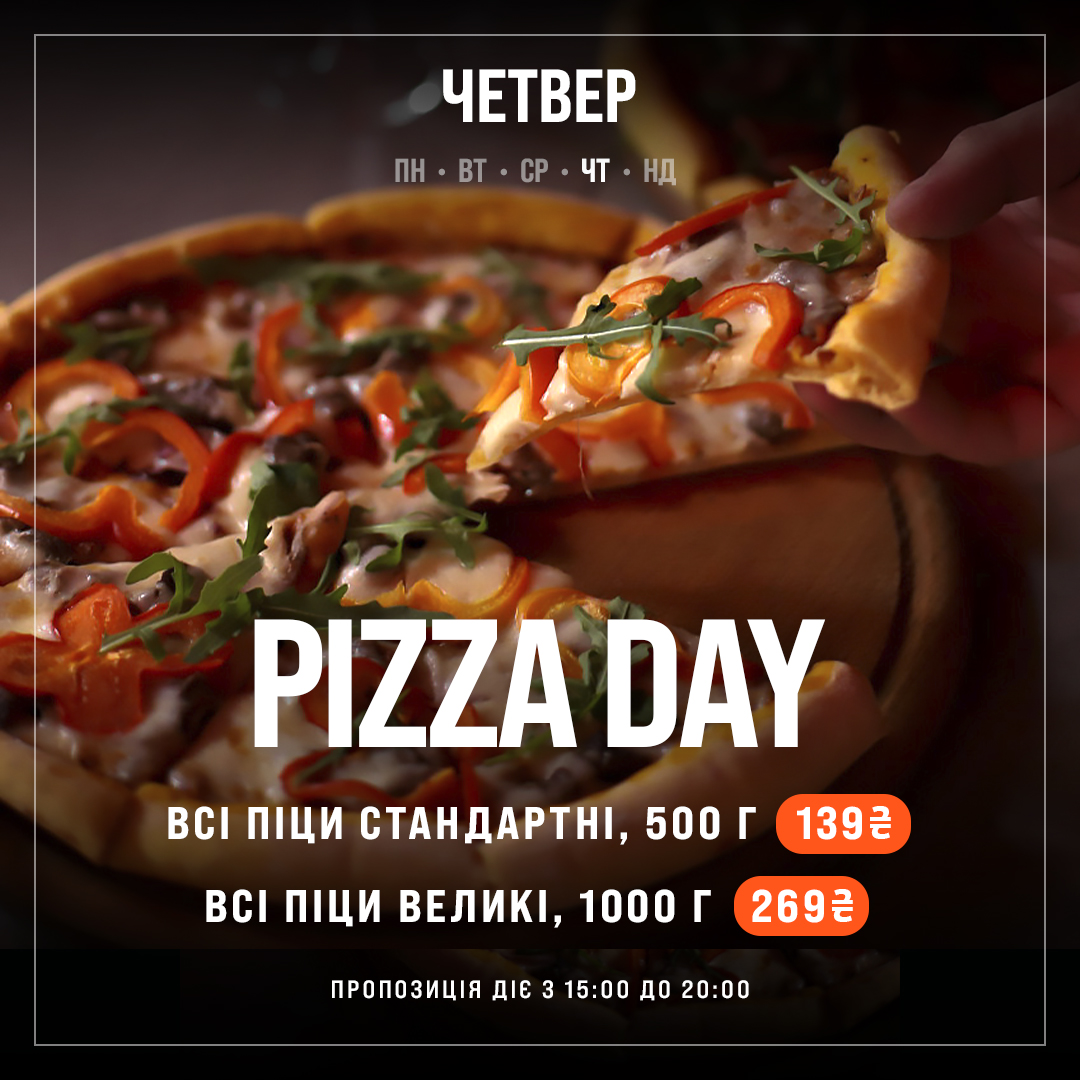 ЧЕТВЕР
ПН • ВТ • СР • ЧТ • НД
PIZZA DAY
ВСІ ПІЦИ СТАНДАРТНІ, 500 Г 139₴
ВСІ ПІЦИ ВЕЛИКІ, 1000 Г 269₴
ПРОПОЗИЦІЯ ДІЄ З 15:00 ДО 20:00